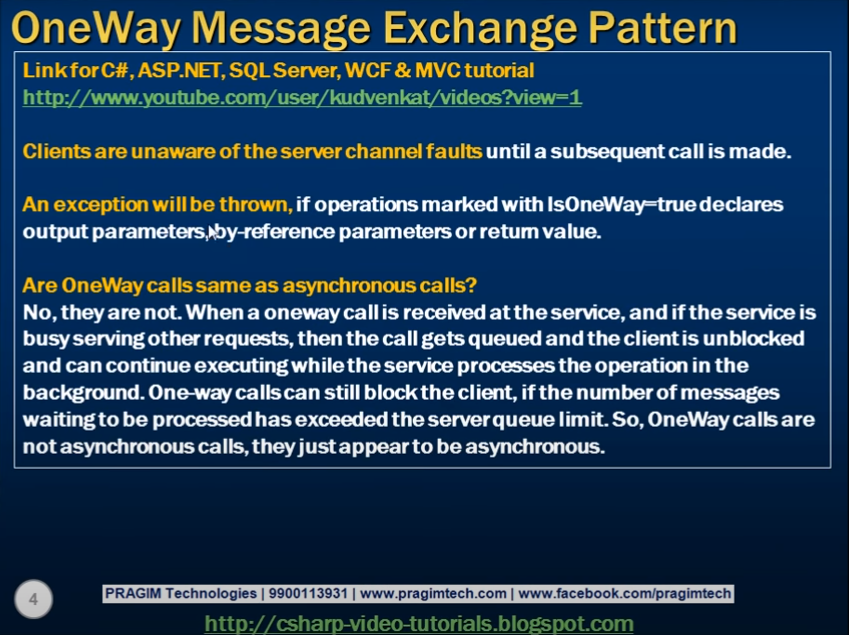 OneWay Message Exchange Pattern
Link for C#, ASP.NET, SQL Server, WCF & MVC tutorial
http://www.youtube.com/user/kudvenkat/videos?view=1
Clients are unaware of the server channel faults until a subsequent call is made.
An exception will be thrown, if operations marked with IsOneWay=true declares
output parameters, by-reference parameters or return value.
Are OneWay calls same as asynchronous calls?
No, they are not. When a oneway call is received at the service, and if the service is
busy serving other requests, then the call gets queued and the client is unblocked
and can continue executing while the service processes the operation in the
background. One-way calls can still block the client, if the number of messages
waiting to be processed has exceeded the server queue limit. So, OneWay calls are
not asynchronous calls, they just appear to be asynchronous.
4
PRAGIM Technologies | 9900113931 | www.pragimtech.com | www.facebook.com/pragimtech
http://csharp-video-tutorials.blogspot.com